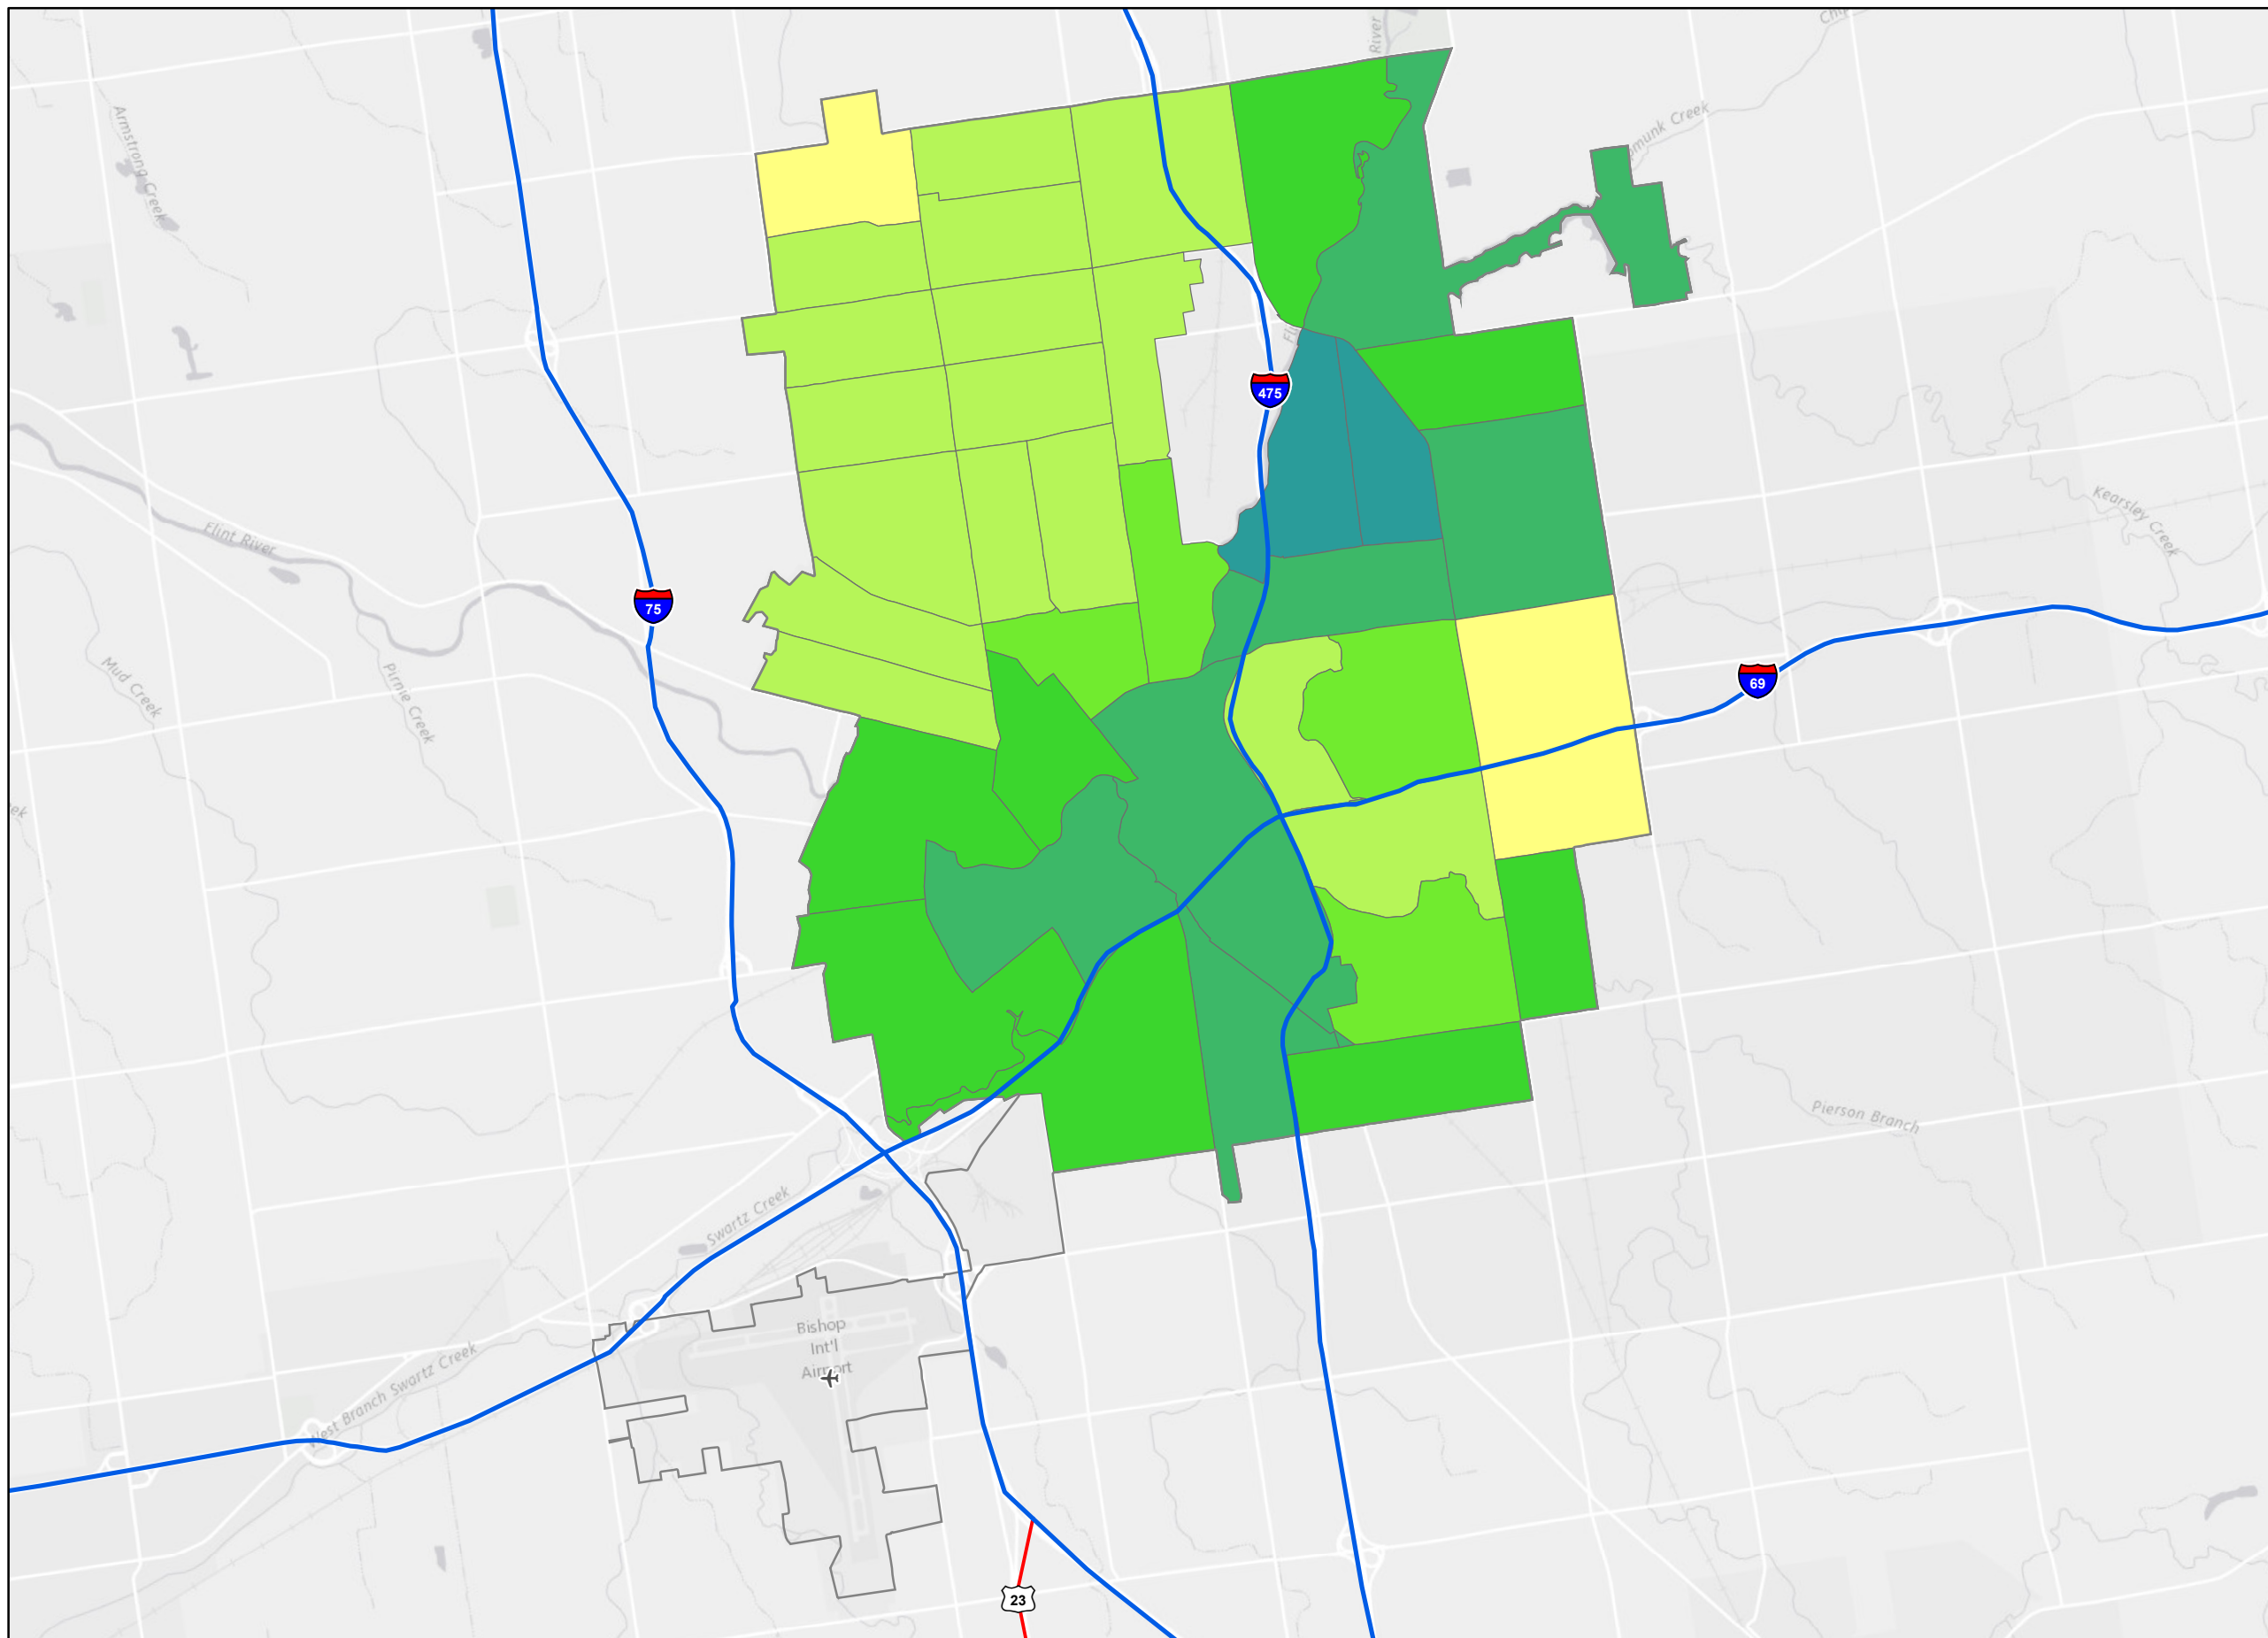 River
Armstrong Creek
475
Kearsley Creek
Flint River
75
Mud Creek
Pirnie Creek
69
Pierson Branch
Swartz Creek
Bishop
Int'l
Airport
West Branch Swartz Creek
23